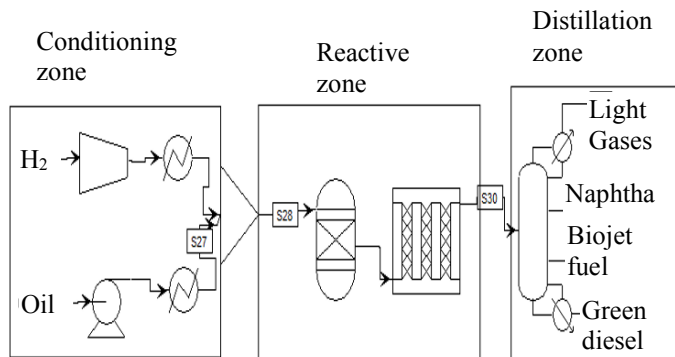 Conditioning
zone
Reactive
zone
Distillation
zone
H₂
S27
Oil
S28
S30
Light
Gases
Naphtha
Biojet
fuel
Green
diesel